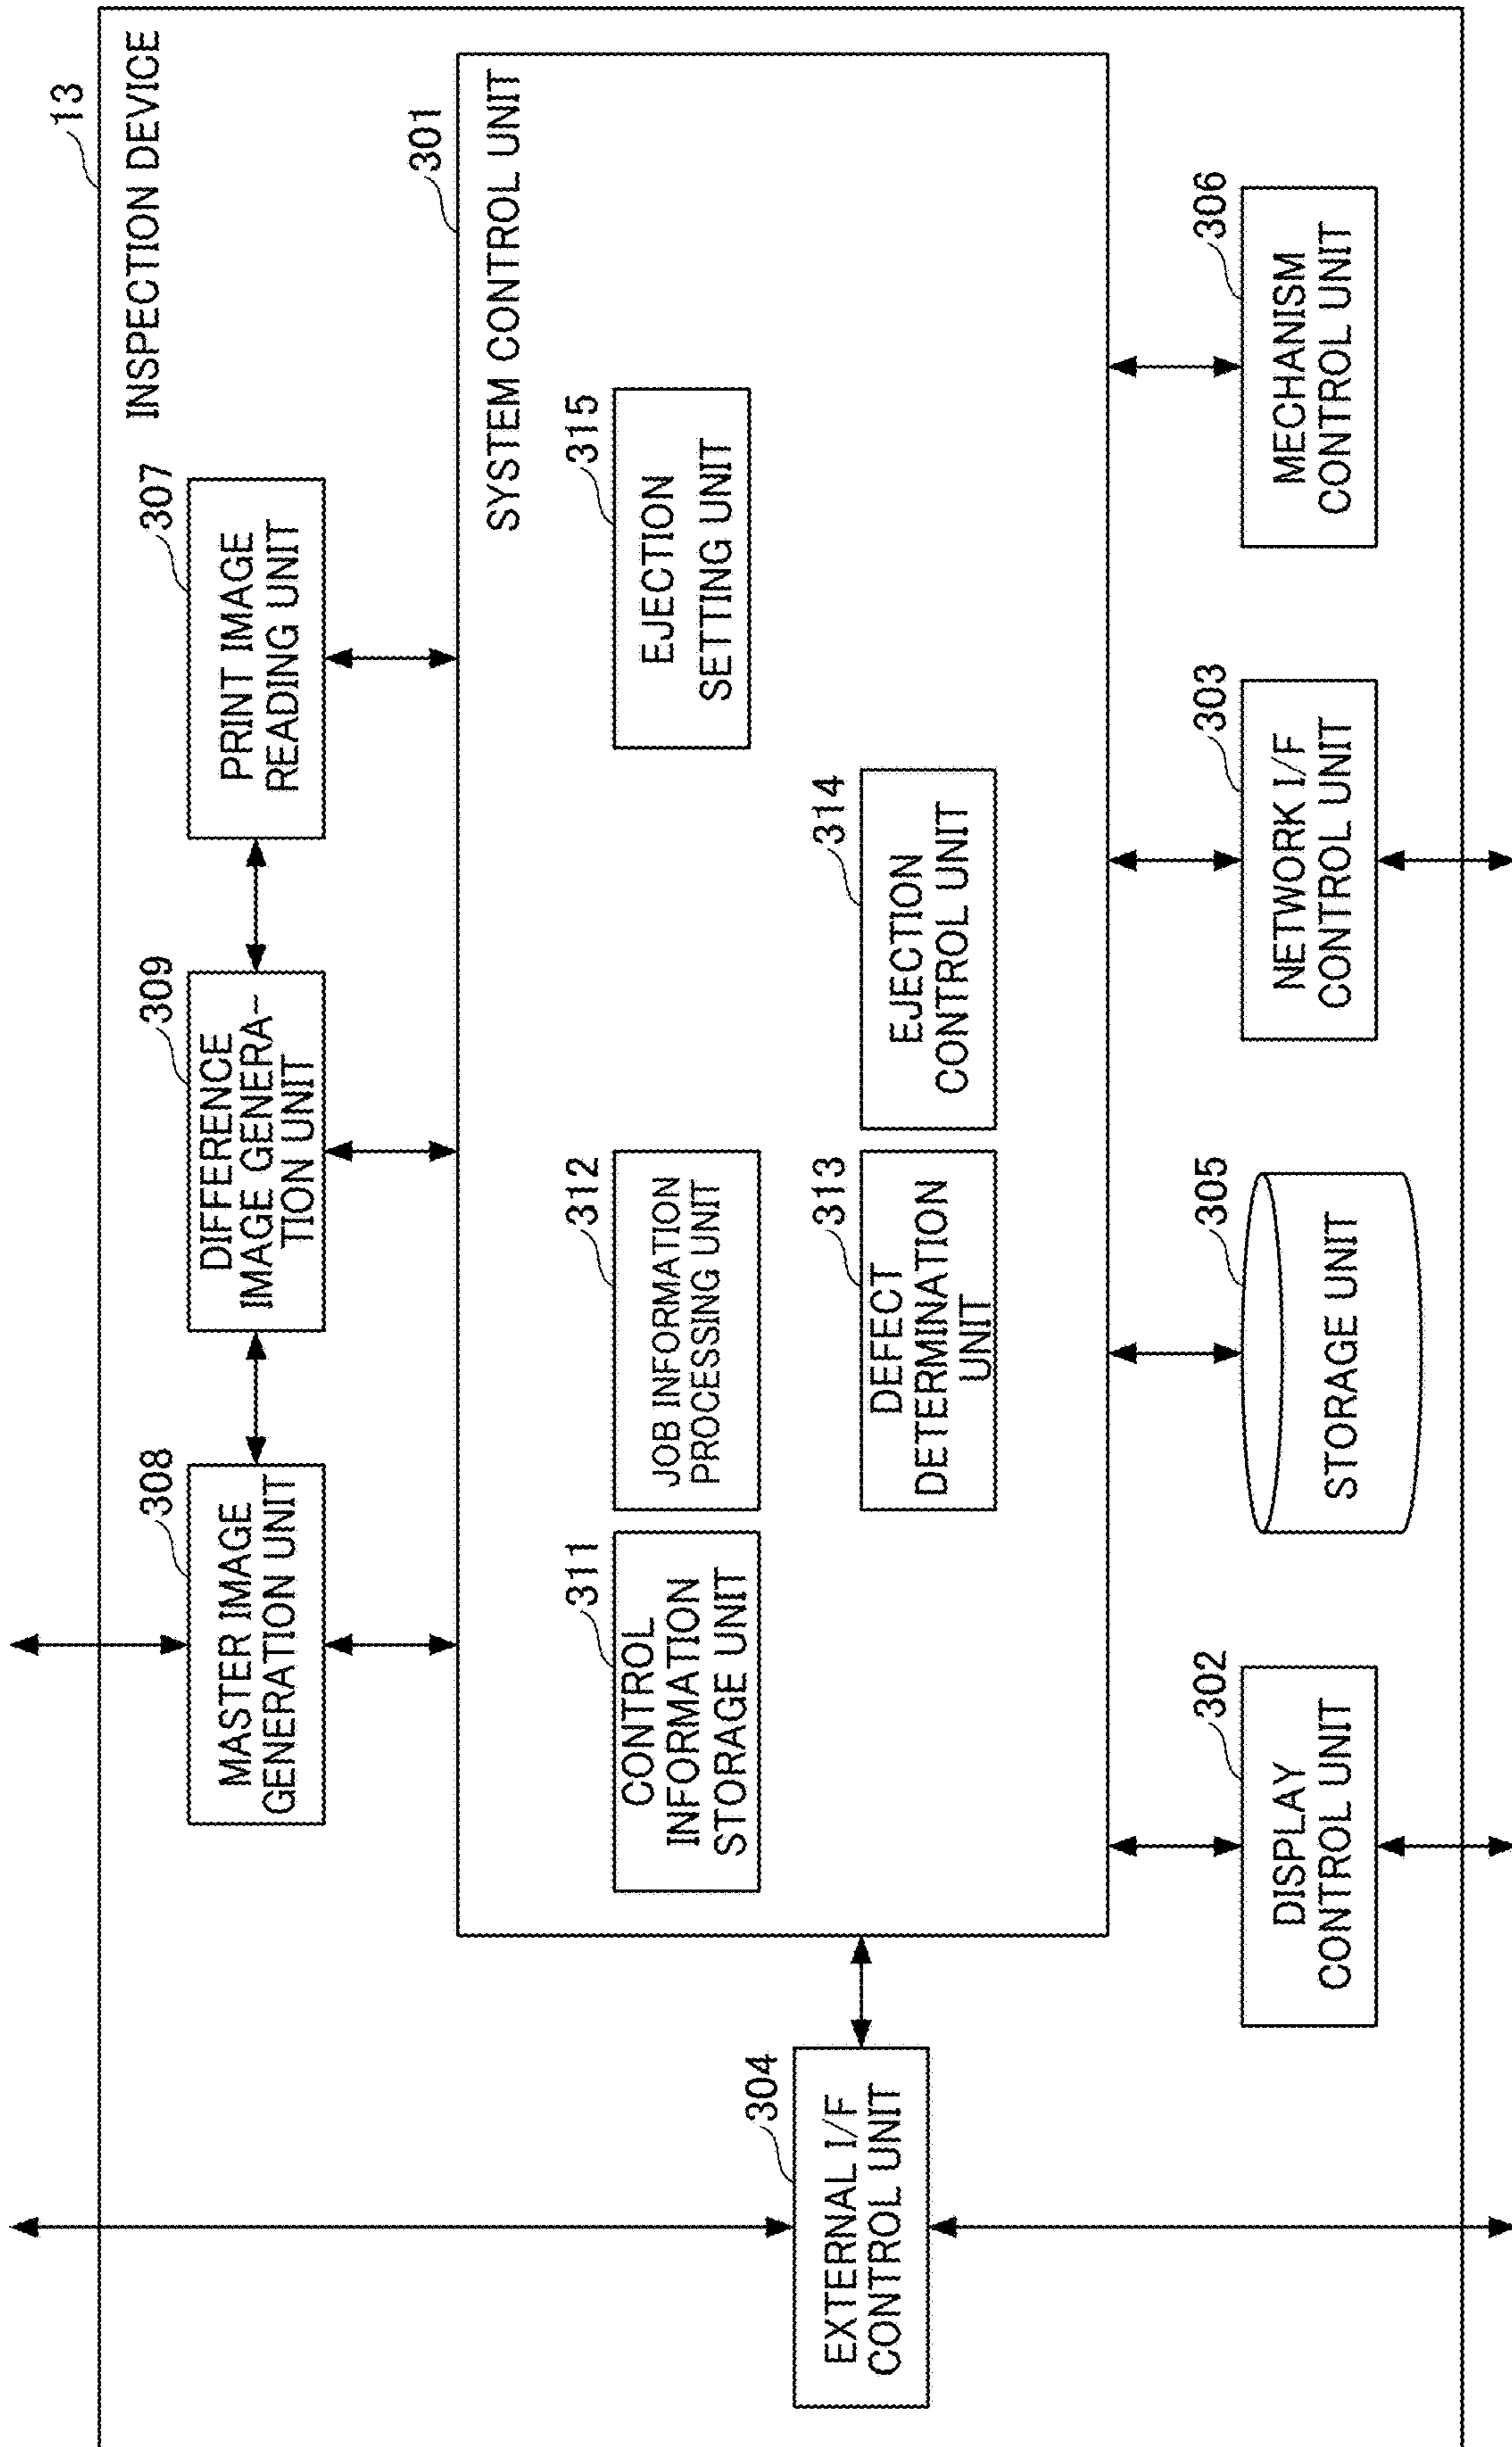 13
INSPECTION DEVICE
308
MASTER IMAGE
GENERATION UNIT
309
DIFFERENCE
IMAGE GENERA-
TION UNIT
307
PRINT IMAGE
READING UNIT
301
SYSTEM CONTROL UNIT
311
CONTROL
INFORMATION
STORAGE UNIT
312
JOB INFORMATION
PROCESSING UNIT
315
EJECTION
SETTING UNIT
313
DEFECT
DETERMINATION
UNIT
314
EJECTION
CONTROL UNIT
304
EXTERNAL I/F
CONTROL UNIT
302
DISPLAY
CONTROL UNIT
305
STORAGE UNIT
303
NETWORK I/F
CONTROL UNIT
306
MECHANISM
CONTROL UNIT